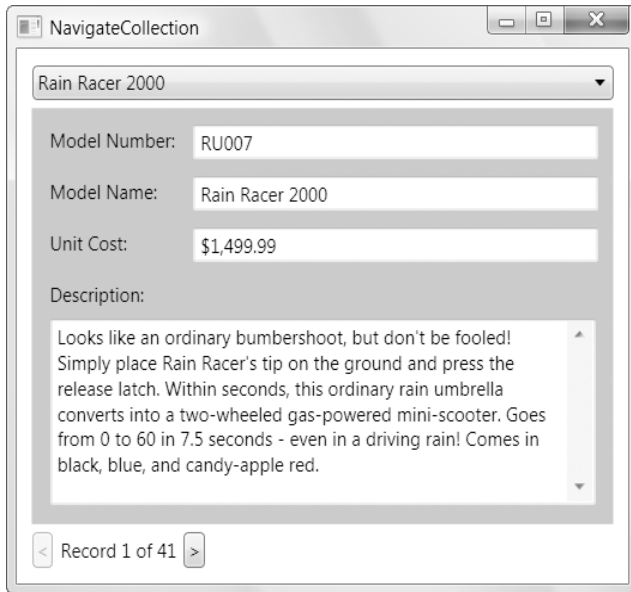 NavigateCollection
Rain Racer 2000
Model Number: RU007
Model Name: Rain Racer 2000
Unit Cost: $1,499.99
Description:
Looks like an ordinary bumbershoot, but don't be fooled!
Simply place Rain Racer's tip on the ground and press the
release latch. Within seconds, this ordinary rain umbrella
converts into a two-wheeled gas-powered mini-scooter. Goes
from 0 to 60 in 7.5 seconds - even in a driving rain! Comes in
black, blue, and candy-apple red.
< Record 1 of 41 >